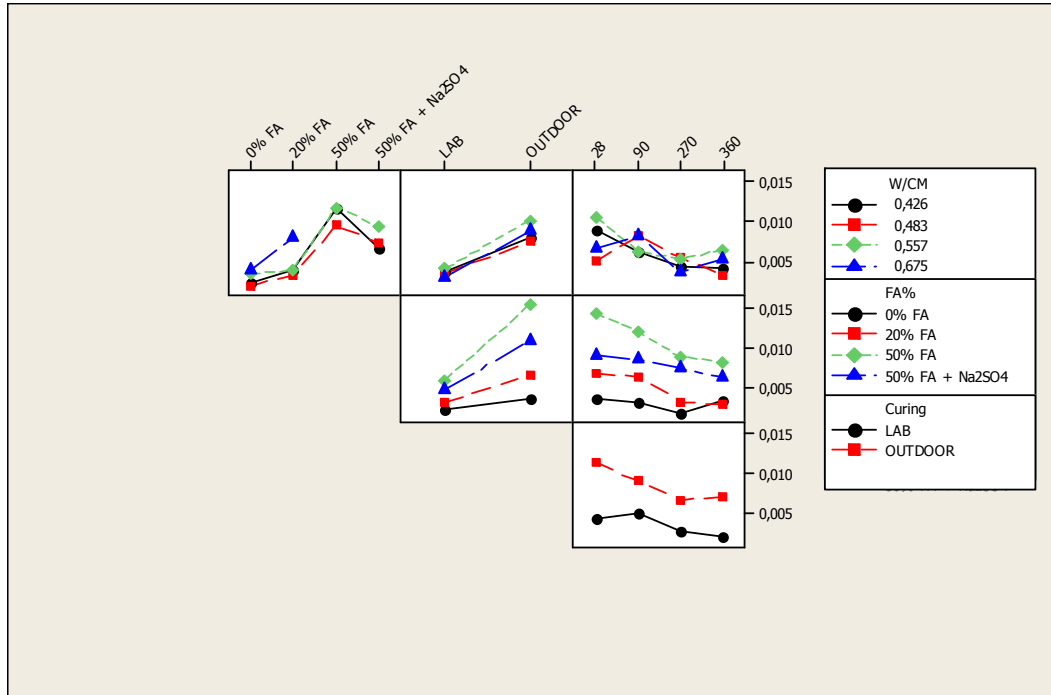 0% FA
20% FA
50% FA
50% FA + Na2SO4
LAB
OUTDOOR
28
90
270
360
0,015
0,010
0,005
0,015
0,010
0,005
0,015
0,010
0,005
W/CM
0,426
0,483
0,557
0,675
FA%
0% FA
20% FA
50% FA
50% FA + Na2SO4
Curing
LAB
OUTDOOR